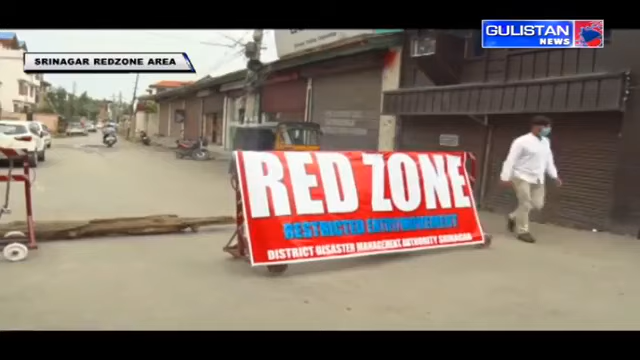 SRINAGAR REDZONE AREA
GULISTAN
NEWS
RED ZONE
RESTRICTED ENTRY/MOVEMENT
DISTRICT DISASTER MANAGEMENT AUTHORITY SRINAGAR